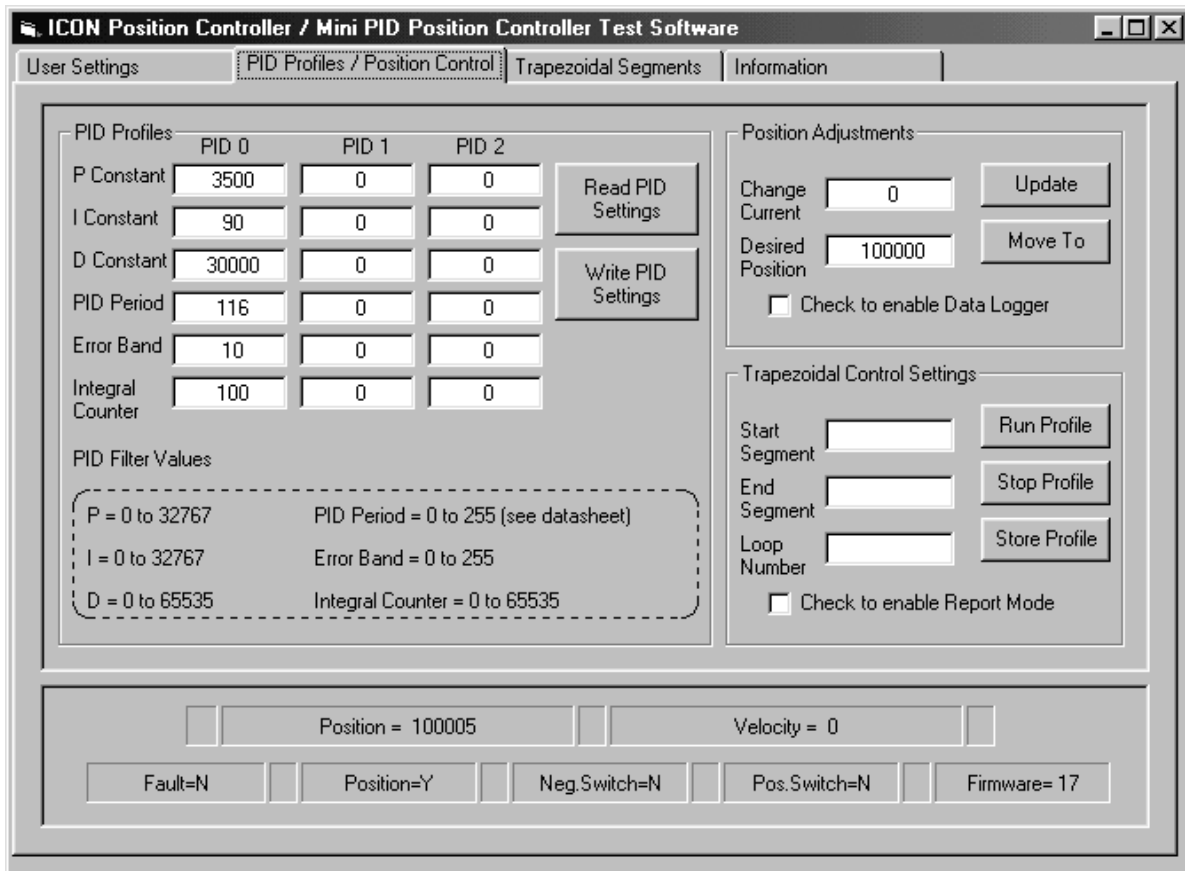 ICON Position Controller / Mini PID Position Controller Test Software
User Settings PID Profiles / Position Control Trapezoidal Segments Information
PID Profiles
PID 0 PID 1 PID 2
P Constant 3500 0 0
I Constant 90 0 0
D Constant 30000 0 0
PID Period 116 0 0
Error Band 10 0 0
Integral
Counter 100 0 0
Read PID
Settings
Write PID
Settings
PID Filter Values
P = 0 to 32767 PID Period = 0 to 255 (see datasheet)
I = 0 to 32767 Error Band = 0 to 255
D = 0 to 65535 Integral Counter = 0 to 65535
Position Adjustments
Change
Current 0 Update
Desired
Position 100000 Move To
Check to enable Data Logger
Trapezoidal Control Settings
Start
Segment Run Profile
End
Segment Stop Profile
Loop
Number Store Profile
Check to enable Report Mode
Position = 100005 Velocity = 0
Fault=N Position=Y Neg.Switch=N Pos.Switch=N Firmware= 17